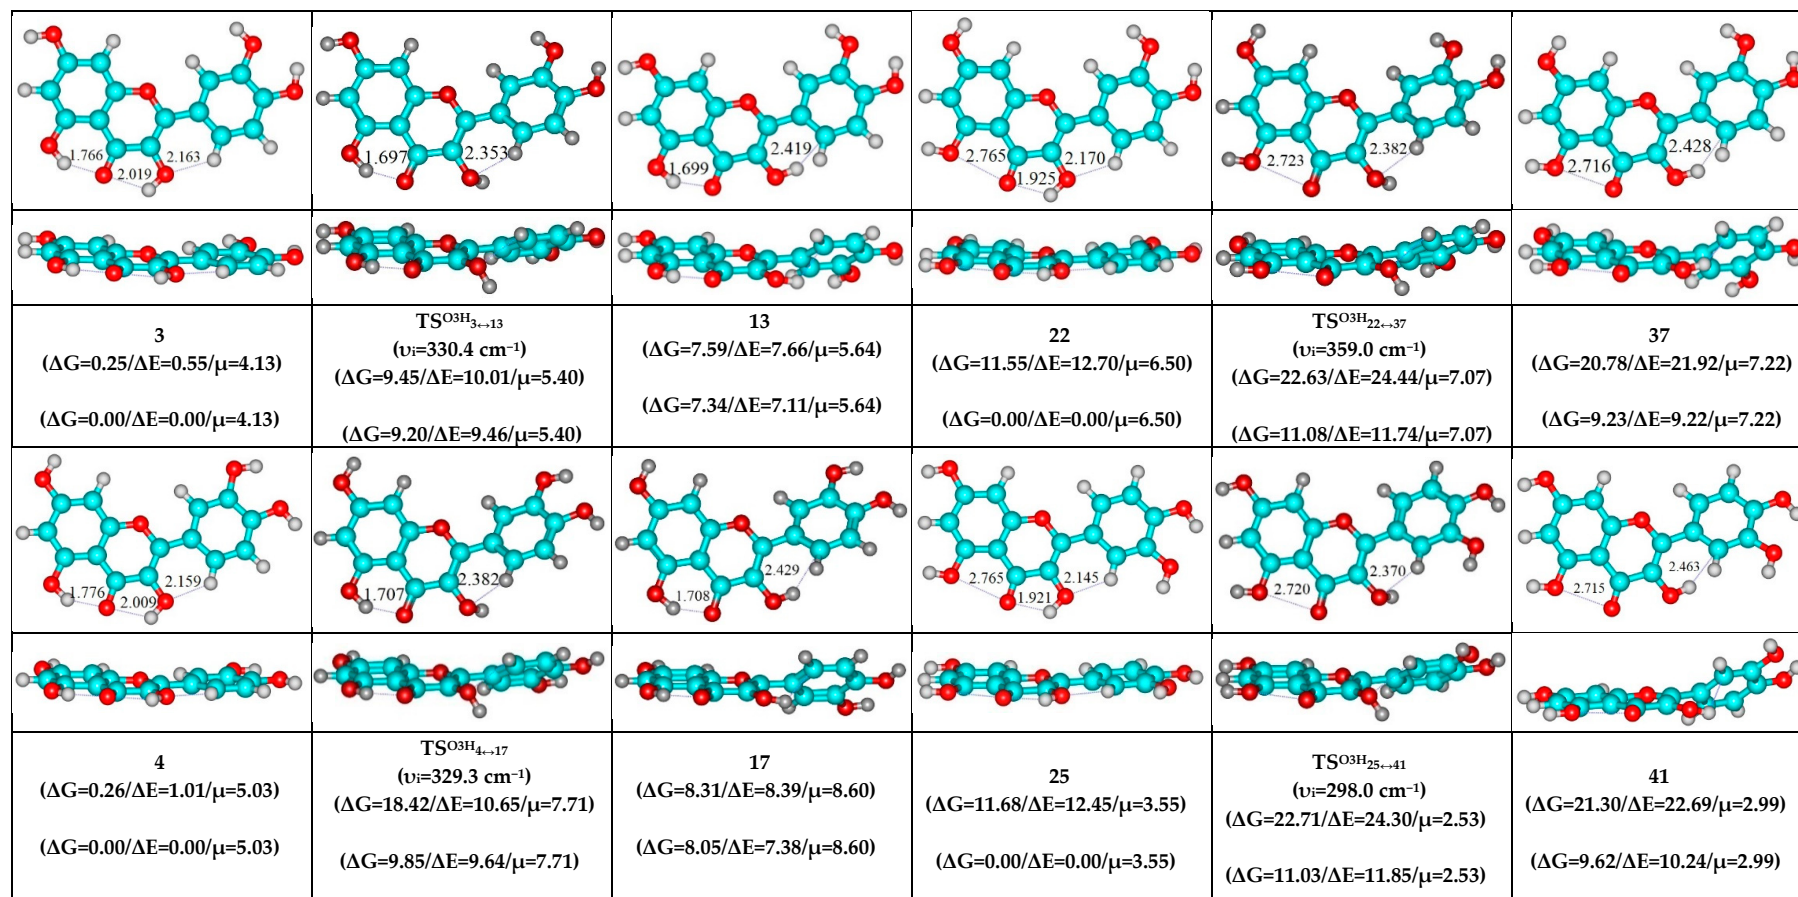 1.766
2.163
2.019
1.697
2.353
1.699
2.419
2.765
2.170
1.925
2.723
2.382
2.716
2.428
3
(ΔG=0.25/ΔE=0.55/μ=4.13)
(ΔG=0.00/ΔE=0.00/μ=4.13)
TS^O3H_3↔13
(υi=330.4 cm⁻¹)
(ΔG=9.45/ΔE=10.01/μ=5.40)
(ΔG=9.20/ΔE=9.46/μ=5.40)
13
(ΔG=7.59/ΔE=7.66/μ=5.64)
(ΔG=7.34/ΔE=7.11/μ=5.64)
22
(ΔG=11.55/ΔE=12.70/μ=6.50)
(ΔG=0.00/ΔE=0.00/μ=6.50)
TS^O3H_22↔37
(υi=359.0 cm⁻¹)
(ΔG=22.63/ΔE=24.44/μ=7.07)
(ΔG=11.08/ΔE=11.74/μ=7.07)
37
(ΔG=20.78/ΔE=21.92/μ=7.22)
(ΔG=9.23/ΔE=9.22/μ=7.22)
1.776
2.159
2.009
1.707
2.382
1.708
2.429
2.765
2.145
1.921
2.720
2.370
2.715
2.463
4
(ΔG=0.26/ΔE=1.01/μ=5.03)
(ΔG=0.00/ΔE=0.00/μ=5.03)
TS^O3H_4↔17
(υi=329.3 cm⁻¹)
(ΔG=18.42/ΔE=10.65/μ=7.71)
(ΔG=9.85/ΔE=9.64/μ=7.71)
17
(ΔG=8.31/ΔE=8.39/μ=8.60)
(ΔG=8.05/ΔE=7.38/μ=8.60)
25
(ΔG=11.68/ΔE=12.45/μ=3.55)
(ΔG=0.00/ΔE=0.00/μ=3.55)
TS^O3H_25↔41
(υi=298.0 cm⁻¹)
(ΔG=22.71/ΔE=24.30/μ=2.53)
(ΔG=11.03/ΔE=11.85/μ=2.53)
41
(ΔG=21.30/ΔE=22.69/μ=2.99)
(ΔG=9.62/ΔE=10.24/μ=2.99)